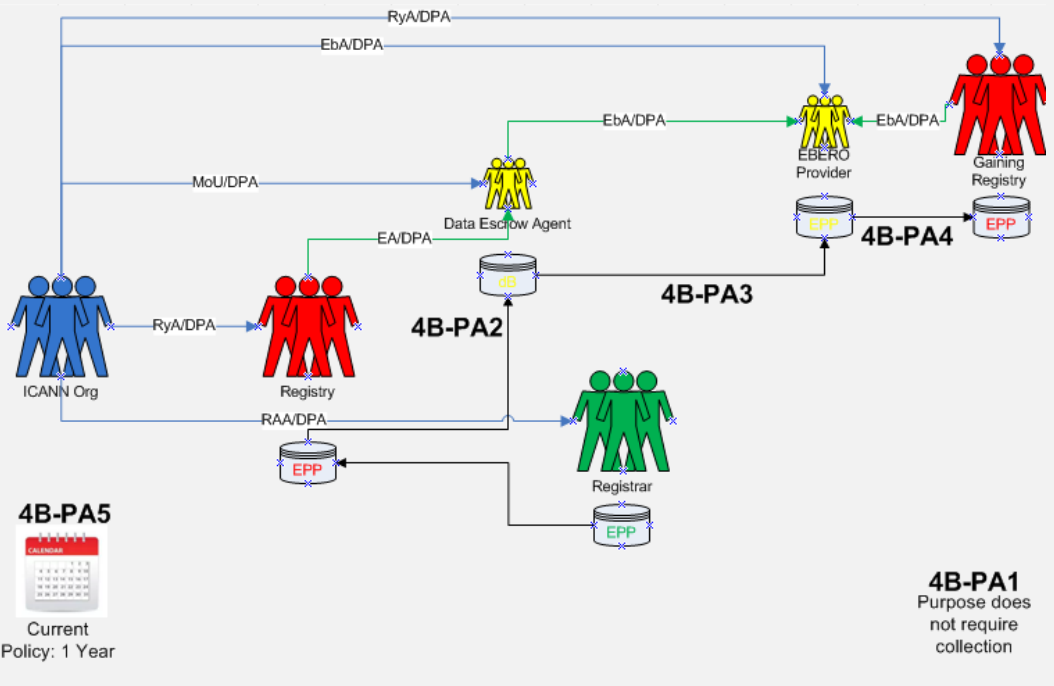 RyA/DPA
EbA/DPA
EbA/DPA
EbA/DPA
EBERO
Provider
Gaining
Registry
MoU/DPA
Data Escrow Agent
EPP
EPP
4B-PA4
EA/DPA
dB
4B-PA3
4B-PA2
RyA/DPA
ICANN Org
Registry
RAA/DPA
EPP
Registrar
EPP
4B-PA5
CALENDAR
Current
Policy: 1 Year
4B-PA1
Purpose does
not require
collection